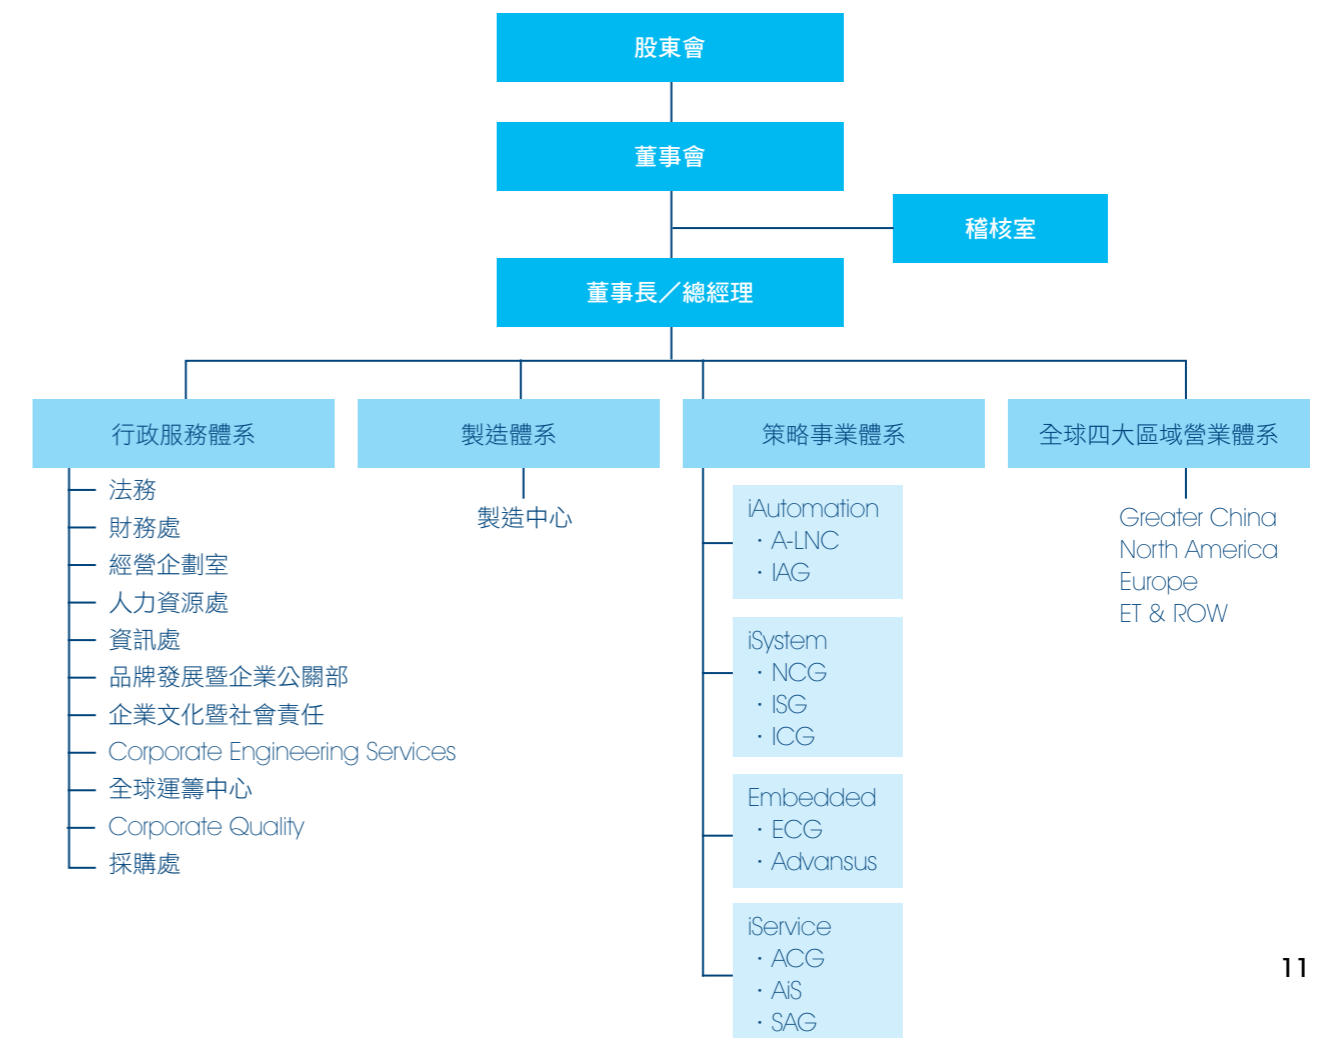 股東會
董事會
稽核室
董事長／總經理
行政服務體系
法務
財務處
經營企劃室
人力資源處
資訊處
品牌發展暨企業公關部
企業文化暨社會責任
Corporate Engineering Services
全球運籌中心
Corporate Quality
採購處
製造體系
製造中心
策略事業體系
iAutomation
・A-LNC
・IAG
iSystem
・NCG
・ISG
・ICG
Embedded
・ECG
・Advansus
iService
・ACG
・AiS
・SAG
全球四大區域營業體系
Greater China
North America
Europe
ET & ROW
11